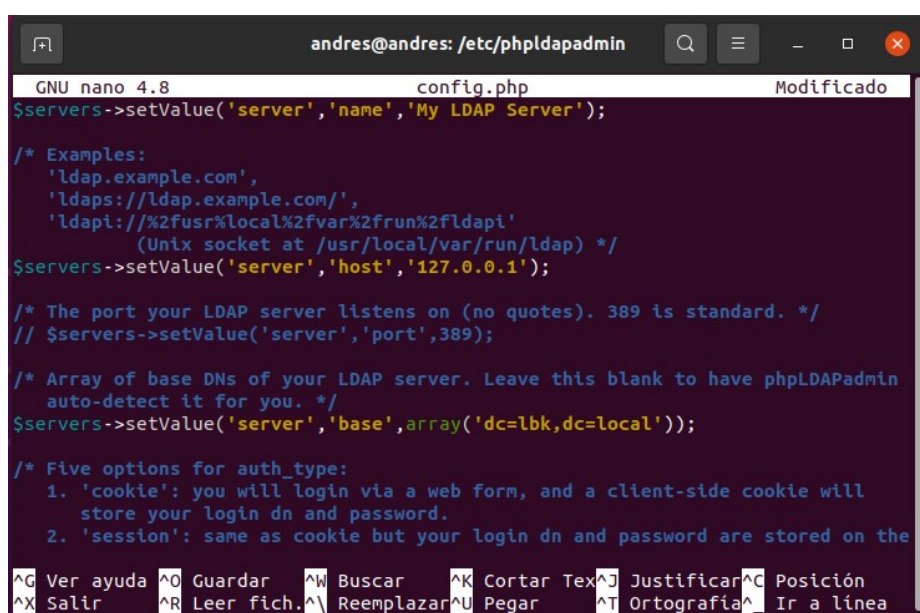 andres@andres: /etc/phpldapadmin
GNU nano 4.8 config.php Modificado
$servers->setValue('server','name','My LDAP Server');
/* Examples:
'ldap.example.com',
'ldaps://ldap.example.com/',
'ldapi://%2fusr%local%2fvar%2frun%2fldapi'
(Unix socket at /usr/local/var/run/ldap) */
$servers->setValue('server','host','127.0.0.1');
/* The port your LDAP server listens on (no quotes). 389 is standard. */
// $servers->setValue('server','port',389);
/* Array of base DNs of your LDAP server. Leave this blank to have phpLDAPadmin
auto-detect it for you. */
$servers->setValue('server','base',array('dc=lbk,dc=local'));
/* Five options for auth_type:
1. 'cookie': you will login via a web form, and a client-side cookie will
store your login dn and password.
2. 'session': same as cookie but your login dn and password are stored on the
^G Ver ayuda ^O Guardar ^W Buscar ^K Cortar Tex^J Justificar^C Posición
^X Salir ^R Leer fich.^\ Reemplazar^U Pegar ^T Ortografía^_ Ir a línea